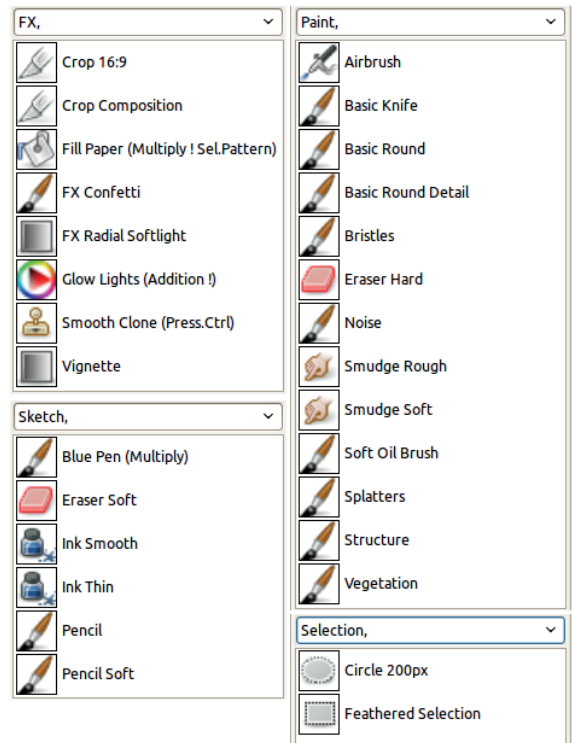 FX,
Crop 16:9
Crop Composition
Fill Paper (Multiply ! Sel.Pattern)
FX Confetti
FX Radial Softlight
Glow Lights (Addition !)
Smooth Clone (Press.Ctrl)
Vignette
Sketch,
Blue Pen (Multiply)
Eraser Soft
Ink Smooth
Ink Thin
Pencil
Pencil Soft
Paint,
Airbrush
Basic Knife
Basic Round
Basic Round Detail
Bristles
Eraser Hard
Noise
Smudge Rough
Smudge Soft
Soft Oil Brush
Splatters
Structure
Vegetation
Selection,
Circle 200px
Feathered Selection